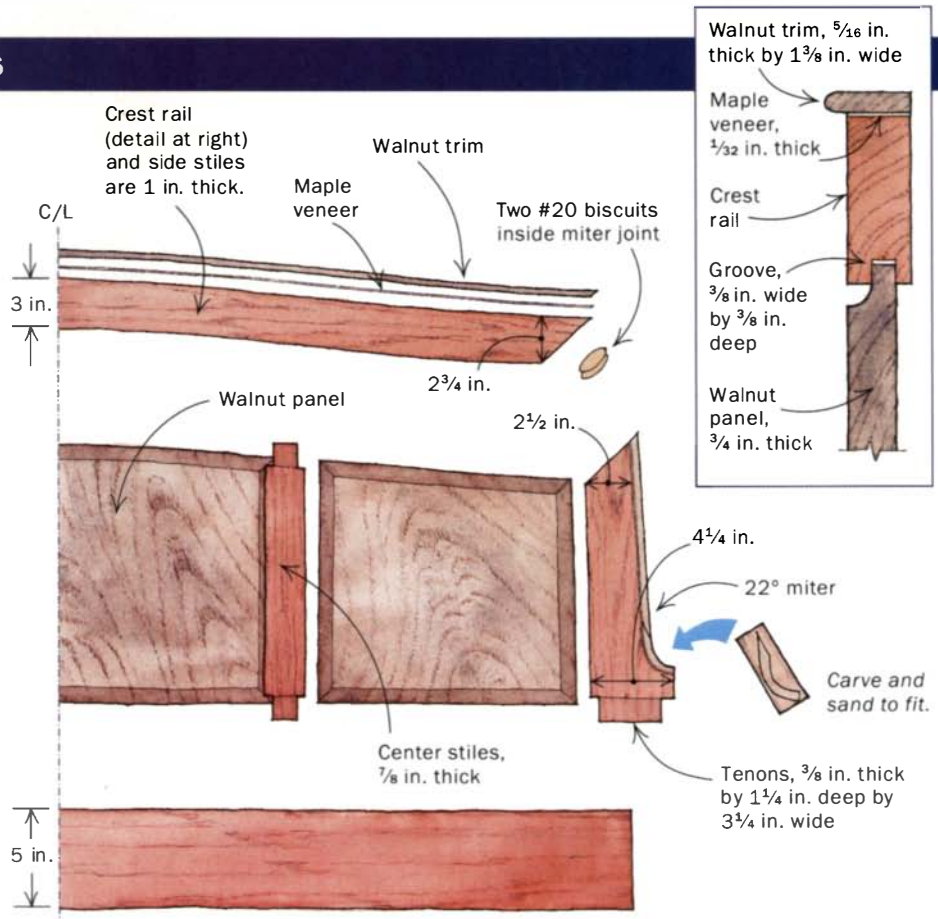 6
Crest rail
(detail at right)
and side stiles
are 1 in. thick.
Walnut trim
Maple
veneer
C/L
Two #20 biscuits
inside miter joint
3 in.
2¾ in.
Walnut panel
2½ in.
4¼ in.
22° miter
Carve and
sand to fit.
Center stiles,
⅞ in. thick
Tenons, ⅜ in. thick
by 1¼ in. deep by
3¼ in. wide
5 in.
Walnut trim, 5⁄16 in.
thick by 1⅜ in. wide
Maple
veneer,
1⁄32 in. thick
Crest
rail
Groove,
⅜ in. wide
by ⅜ in.
deep
Walnut
panel,
¾ in. thick